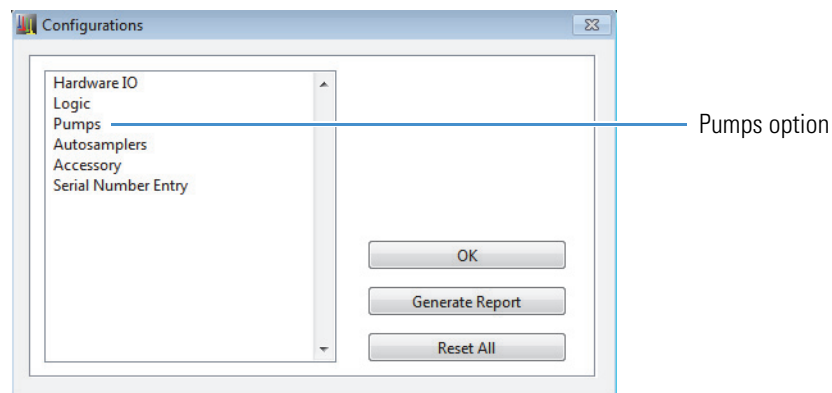 Configurations
Hardware IO
Logic
Pumps
Autosamplers
Accessory
Serial Number Entry
Pumps option
OK
Generate Report
Reset All